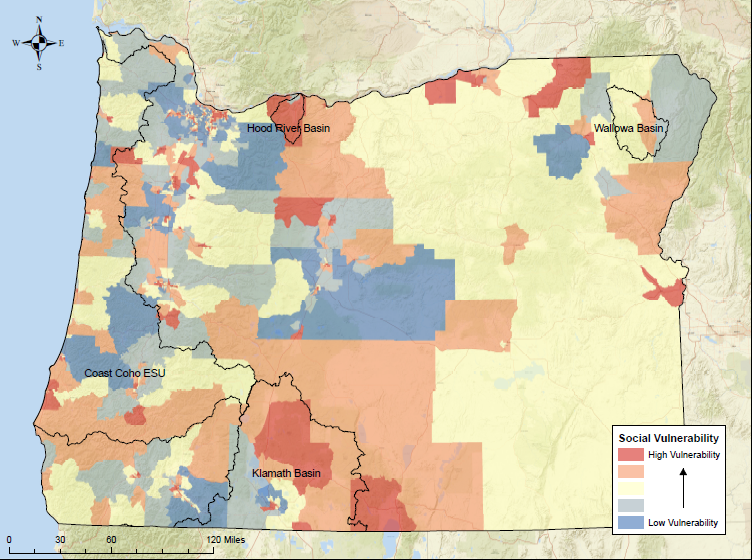 N
W E
S
Hood River Basin
Wallowa Basin
Coast Coho ESU
Klamath Basin
Social Vulnerability
High Vulnerability
Low Vulnerability
0 30 60 120 Miles